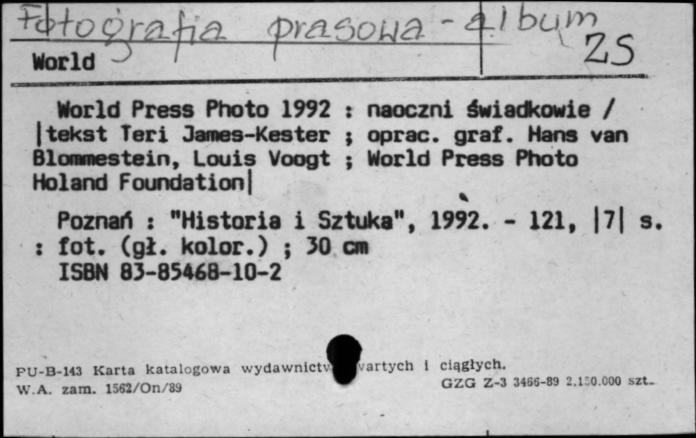 Fotografia prasowa - album
ZS
World
World Press Photo 1992 : naoczni świadkowie /
|tekst Teri James-Kester ; oprac. graf. Hans van
Blommestein, Louis Voogt ; World Press Photo
Holand Foundation|
Poznań : "Historia i Sztuka", 1992. - 121, |7| s.
: fot. (gł. kolor.) ; 30 cm
ISBN 83-85468-10-2
PU-B-143 Karta katalogowa wydawnictw zwartych i ciągłych.
W.A. zam. 1562/On/89
GZG Z-3 3466-89 2.150.000 szt.